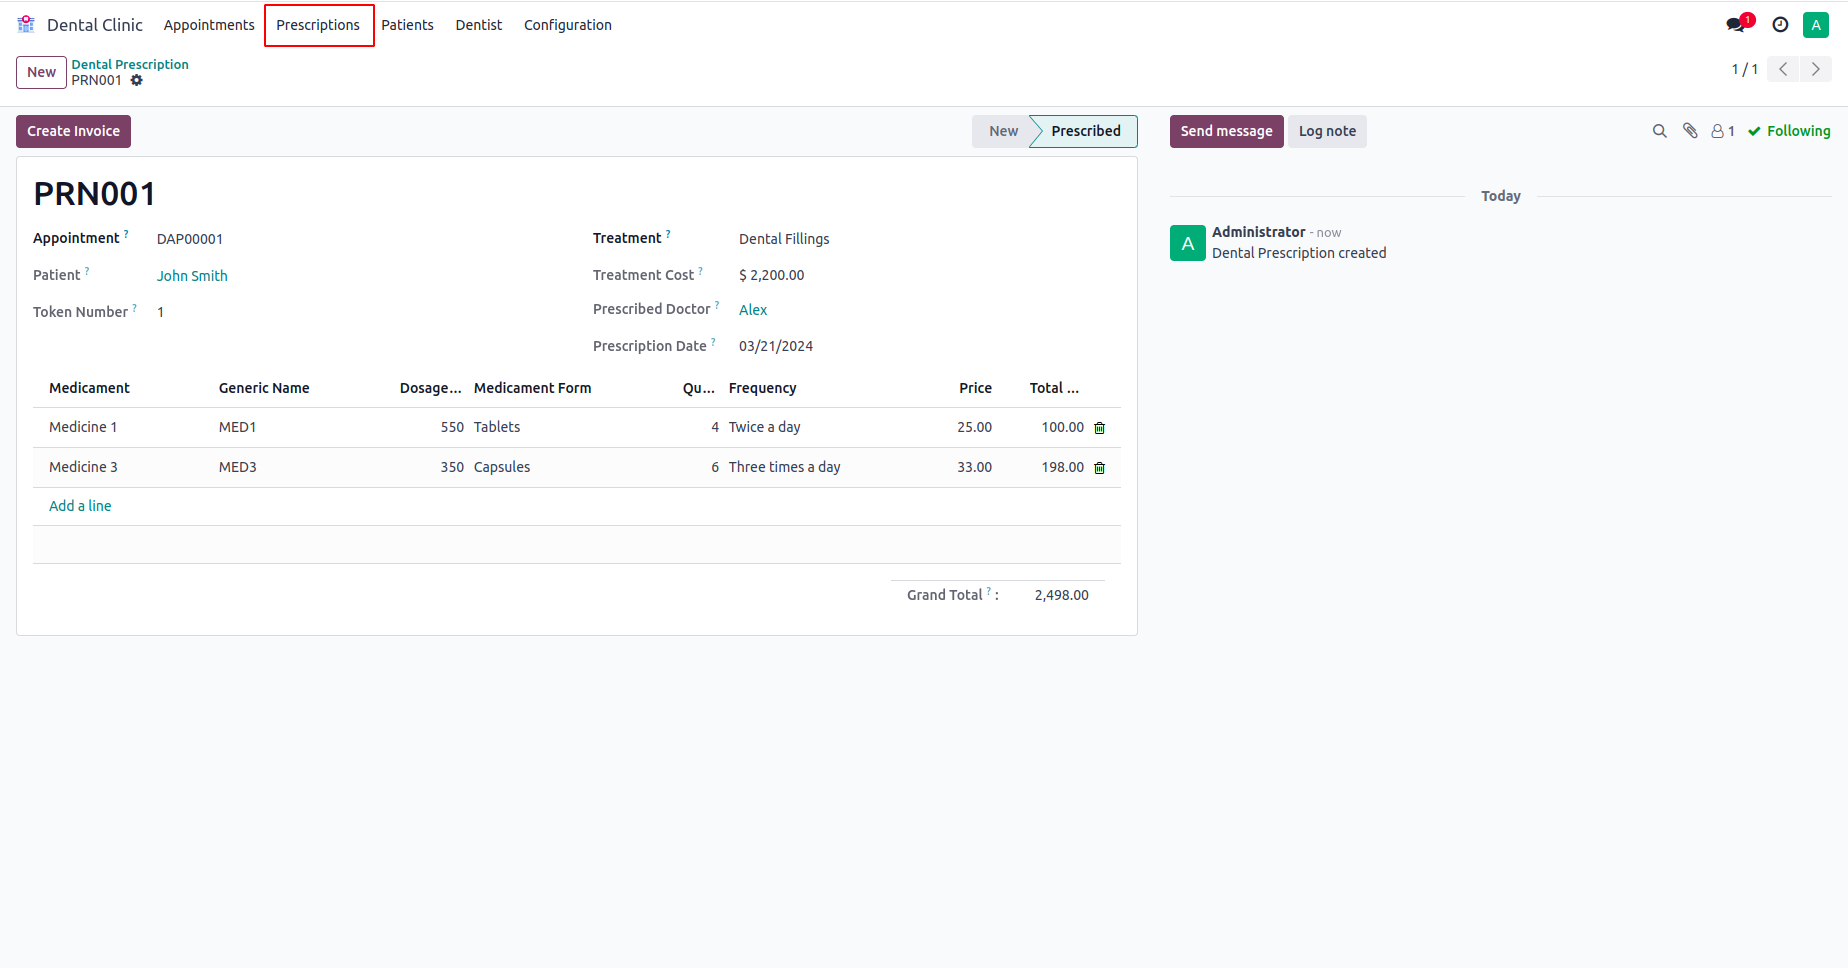 Dental Clinic Appointments Prescriptions Patients Dentist Configuration 1 A
New Dental Prescription
PRN001
1 / 1
Create Invoice New Prescribed Send message Log note 1 Following
PRN001
Today
Appointment ? DAP00001 Treatment ? Dental Fillings
A Administrator - now
Dental Prescription created
Patient ? John Smith Treatment Cost ? $ 2,200.00
Token Number ? 1 Prescribed Doctor ? Alex
Prescription Date ? 03/21/2024
Medicament Generic Name Dosage... Medicament Form Qu... Frequency Price Total ...
Medicine 1 MED1 550 Tablets 4 Twice a day 25.00 100.00
Medicine 3 MED3 350 Capsules 6 Three times a day 33.00 198.00
Add a line
Grand Total ? : 2,498.00